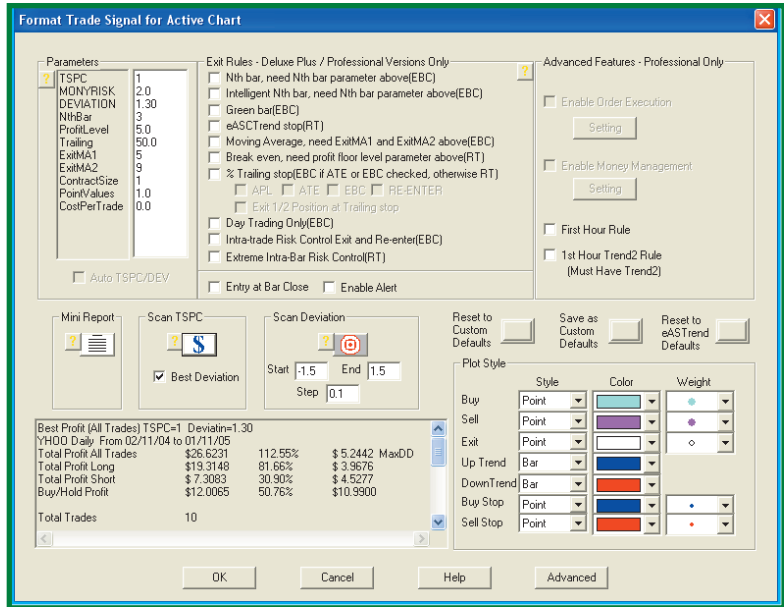 Format Trade Signal for Active Chart
Parameters
?
TSPC 1
MONYRISK 2.0
DEVIATION 1.30
NthBar 3
ProfitLevel 5.0
Trailing 50.0
ExitMA1 5
ExitMA2 9
ContractSize 1
PointValues 1.0
CostPerTrade 0.0
Auto TSPC/DEV
Exit Rules - Deluxe Plus / Professional Versions Only
?
Nth bar, need Nth bar parameter above(EBC)
Intelligent Nth bar, need Nth bar parameter above(EBC)
Green bar(EBC)
eASCTrend stop(RT)
Moving Average, need ExitMA1 and ExitMA2 above(EBC)
Break even, need profit floor level parameter above(RT)
% Trailing stop(EBC if ATE or EBC checked, otherwise RT)
APL ATE EBC RE-ENTER
Exit 1/2 Position at Trailing stop
Day Trading Only(EBC)
Intra-trade Risk Control Exit and Re-enter(EBC)
Extreme Intra-Bar Risk Control(RT)
Entry at Bar Close Enable Alert
Advanced Features - Professional Only
Enable Order Execution
Setting
Enable Money Management
Setting
First Hour Rule
1st Hour Trend2 Rule
(Must Have Trend2)
Mini Report
?
Scan TSPC
? $
Best Deviation
Scan Deviation
?
Start -1.5 End 1.5
Step 0.1
Reset to
Custom
Defaults
Save as
Custom
Defaults
Reset to
eASTrend
Defaults
Best Profit (All Trades) TSPC=1 Deviatin=1.30
YHOO Daily From 02/11/04 to 01/11/05
Total Profit All Trades $26.6231 112.55% $ 5.2442 MaxDD
Total Profit Long $19.3148 81.66% $ 3.9676
Total Profit Short $ 7.3083 30.90% $ 4.5277
Buy/Hold Profit $12.0065 50.76% $10.9900
Total Trades 10
Plot Style
Style Color Weight
Buy Point
Sell Point
Exit Point
Up Trend Bar
DownTrend Bar
Buy Stop Point
Sell Stop Point
OK Cancel Help Advanced